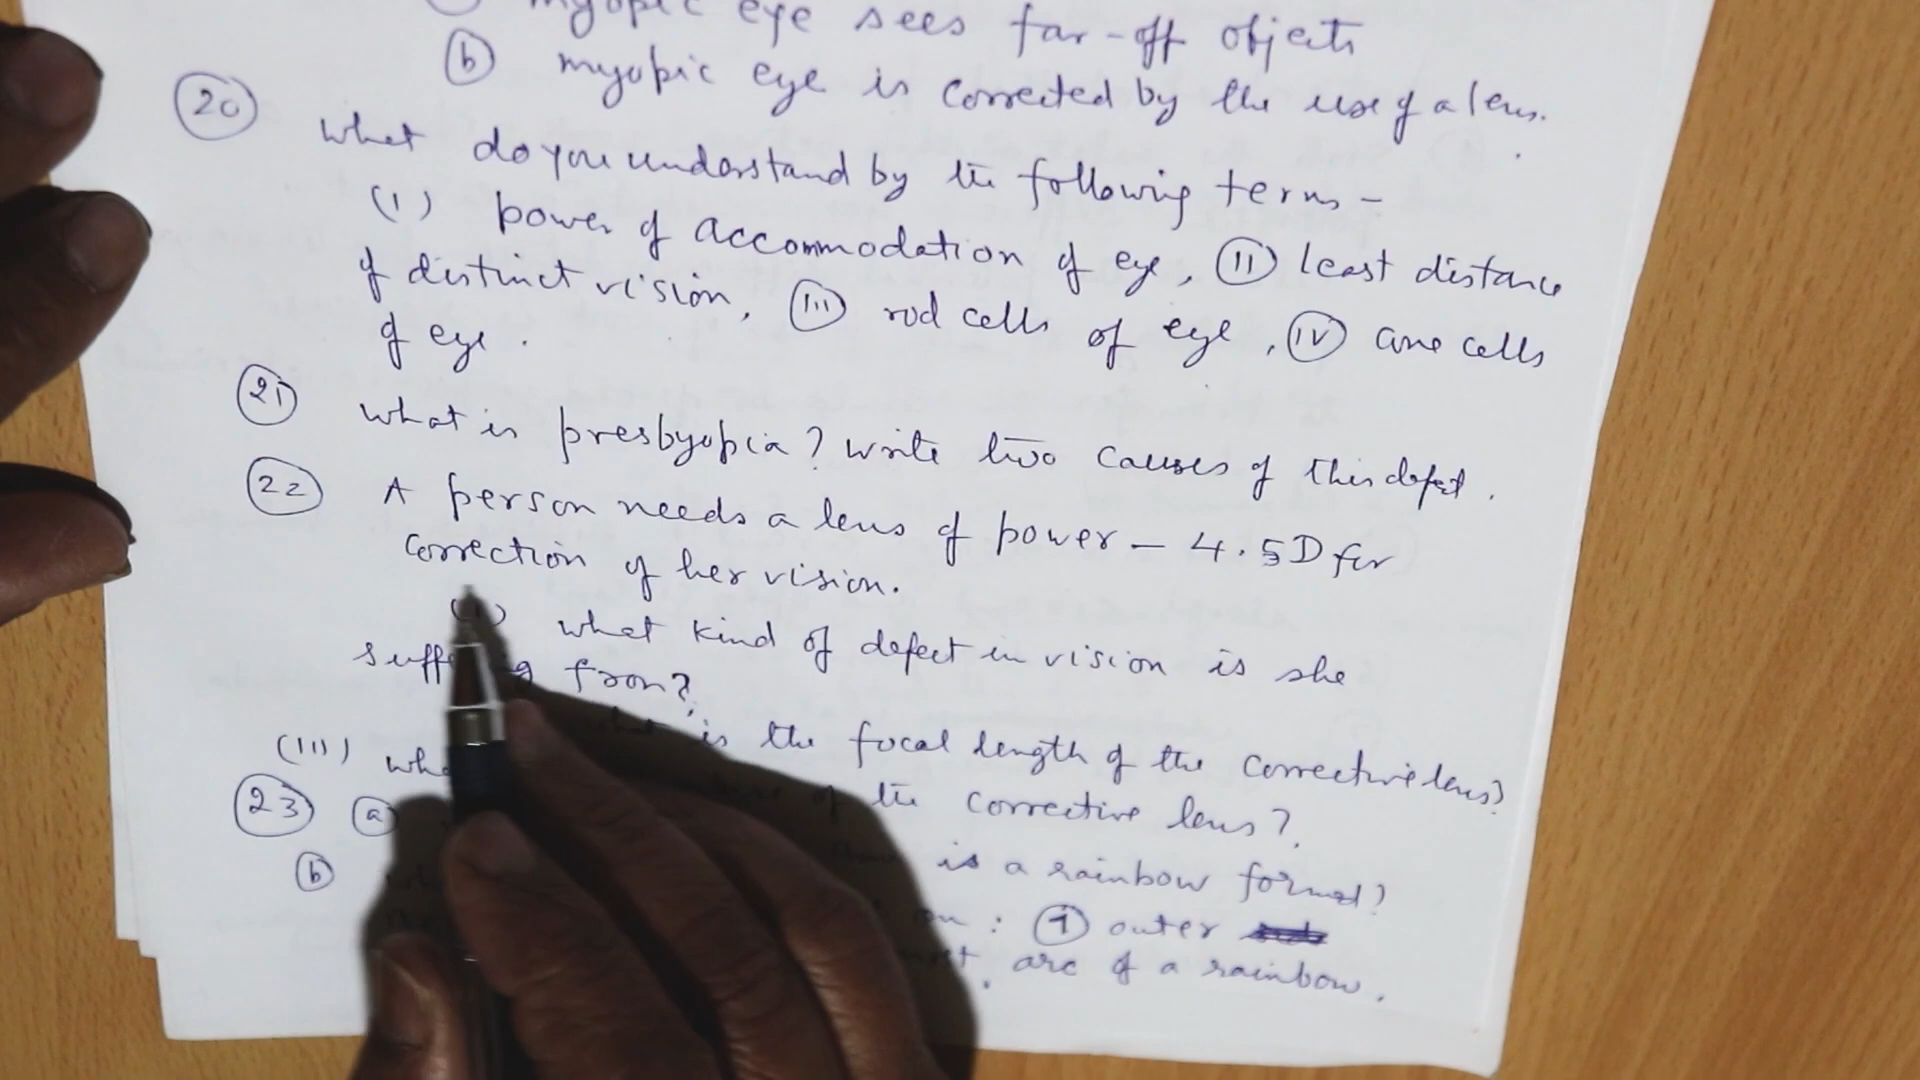 myopic eye sees far-off objects
(b) myopic eye is corrected by the use of a lens.
(20) What do you understand by the following terms -
(I) power of accommodation of eye, (II) least distance
of distinct vision, (III) rod cells of eye, (IV) cone cells
of eye.
(21) What is presbyopia? Write two causes of this defect.
(22) A person needs a lens of power - 4.5D for
correction of her vision.
what kind of defect in vision is she
from?
is the focal length of the corrective lens?
(III) of the corrective lens?
(23) (a) is a rainbow formed?
(b) : (1) outer
arc of a rainbow.